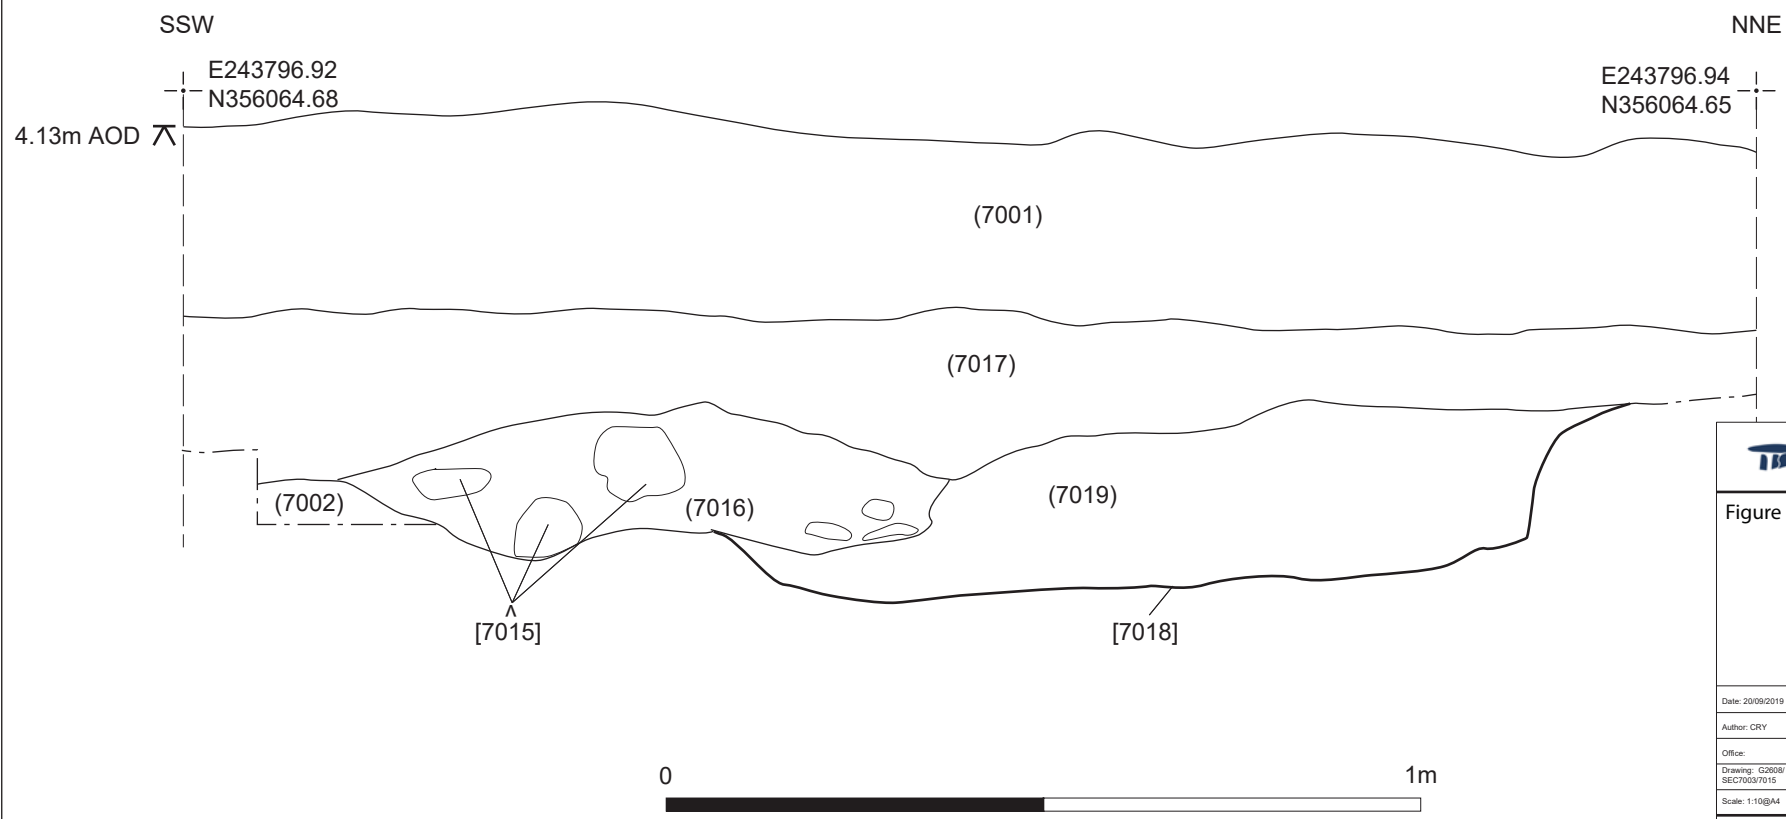 SSW
NNE
E243796.92
N356064.68
E243796.94
N356064.65
4.13m AOD
(7001)
(7017)
(7002)
(7016)
(7019)
[7015]
[7018]
Figure
Date: 20/09/2019
Author: CRY
Office:
Drawing: G2608/
SEC7003/7015
Scale: 1:10@A4
0
1m